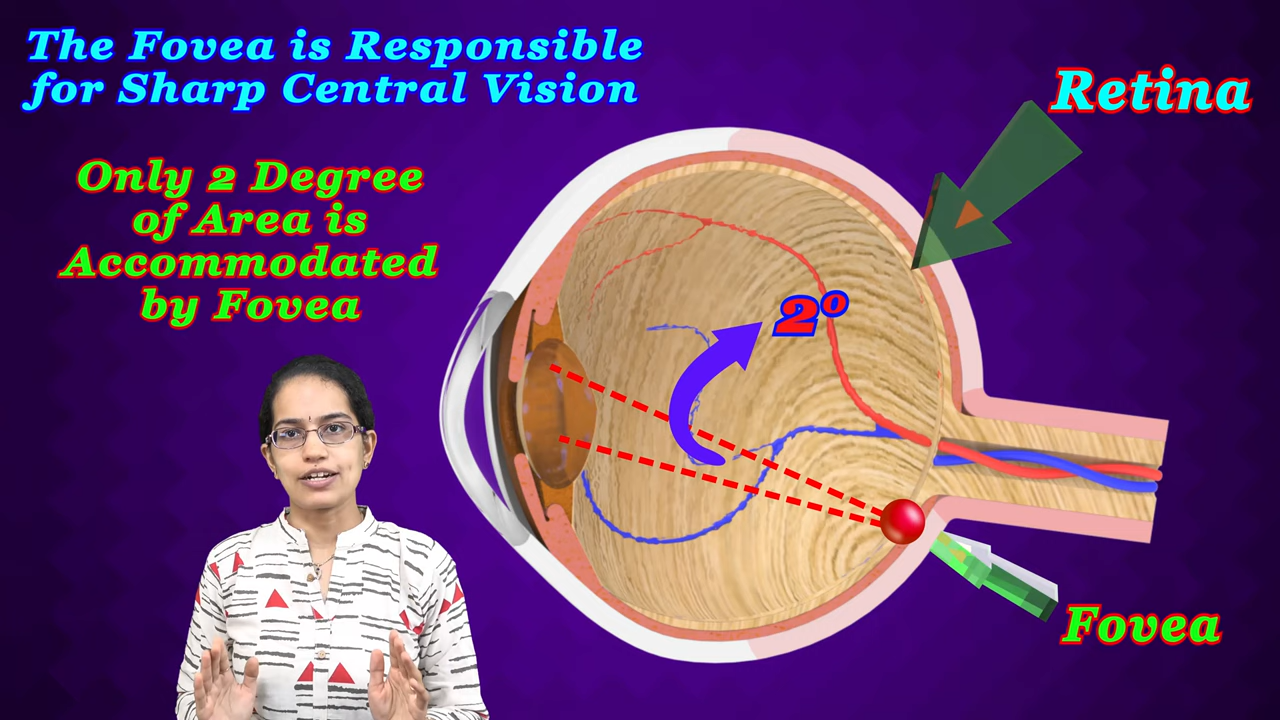 The Fovea is Responsible
for Sharp Central Vision
Retina
Only 2 Degree
of Area is
Accommodated
by Fovea
2º
Fovea